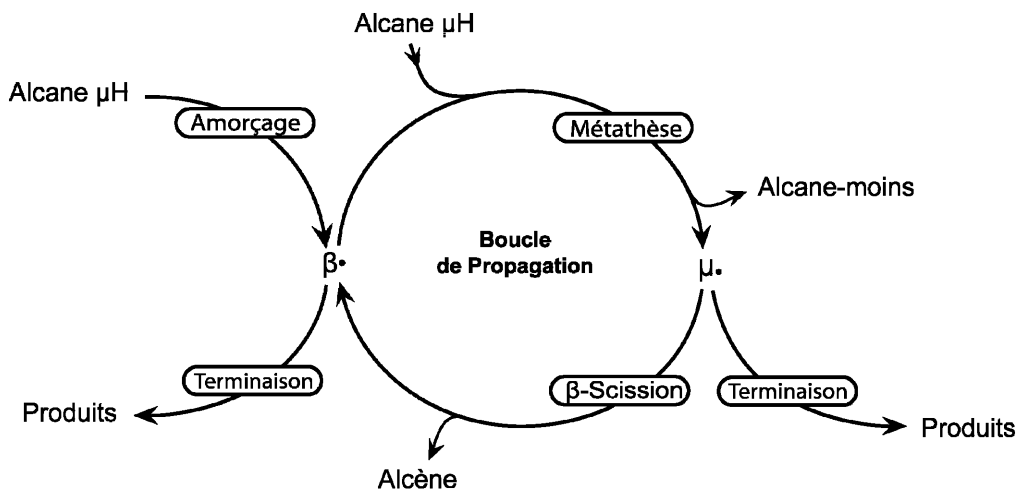 Alcane µH
Alcane µH
Amorçage
Métathèse
Alcane-moins
Boucle
de Propagation
β•
µ•
Terminaison
β-Scission
Terminaison
Produits
Produits
Alcène